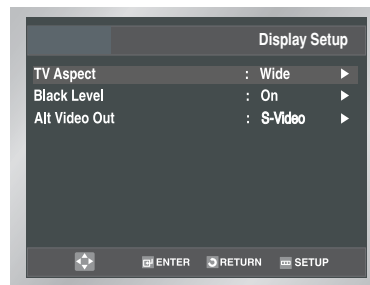 Display Setup
TV Aspect : Wide
Black Level : On
Alt Video Out : S-Video
ENTER RETURN SETUP